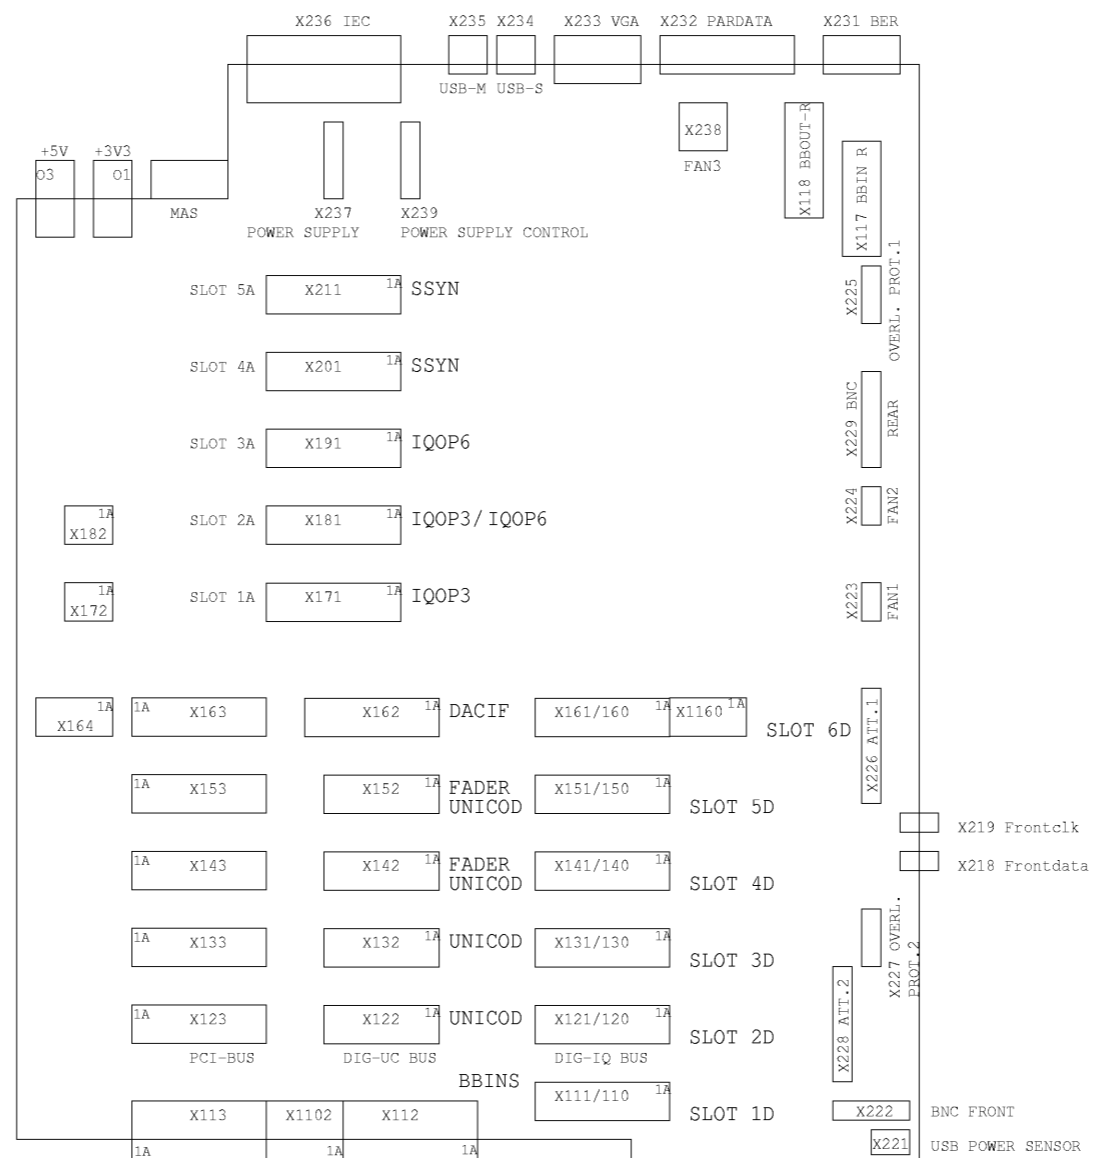 X236 IEC
X235 X234
X233 VGA
X232 PARDATA
X231 BER
USB-M USB-S
X238
FAN3
X118 BBOUT-R
X117 BBIN R
+5V
+3V3
O3
O1
MAS
X237
POWER SUPPLY
X239
POWER SUPPLY CONTROL
X225
OVERL. PROT.1
SLOT 5A
X211
1A
SSYN
SLOT 4A
X201
1A
SSYN
X229 BNC
REAR
SLOT 3A
X191
1A
IQOP6
X224
FAN2
1A
X182
SLOT 2A
X181
1A
IQOP3/IQOP6
X223
FAN1
1A
X172
SLOT 1A
X171
1A
IQOP3
1A
X164
1A
X163
X162
1A
DACIF
X161/160
1A
X1160
1A
SLOT 6D
X226 ATT.1
1A
X153
X152
1A
FADER
UNICOD
X151/150
1A
SLOT 5D
X219 Frontclk
1A
X143
X142
1A
FADER
UNICOD
X141/140
1A
SLOT 4D
X218 Frontdata
1A
X133
X132
1A
UNICOD
X131/130
1A
SLOT 3D
X227 OVERL.
PROT.2
1A
X123
X122
1A
UNICOD
X121/120
1A
SLOT 2D
X228 ATT.2
PCI-BUS
DIG-UC BUS
DIG-IQ BUS
BBINS
X111/110
1A
SLOT 1D
X113
X1102
X112
1A
1A
1A
X222
BNC FRONT
X221
USB POWER SENSOR